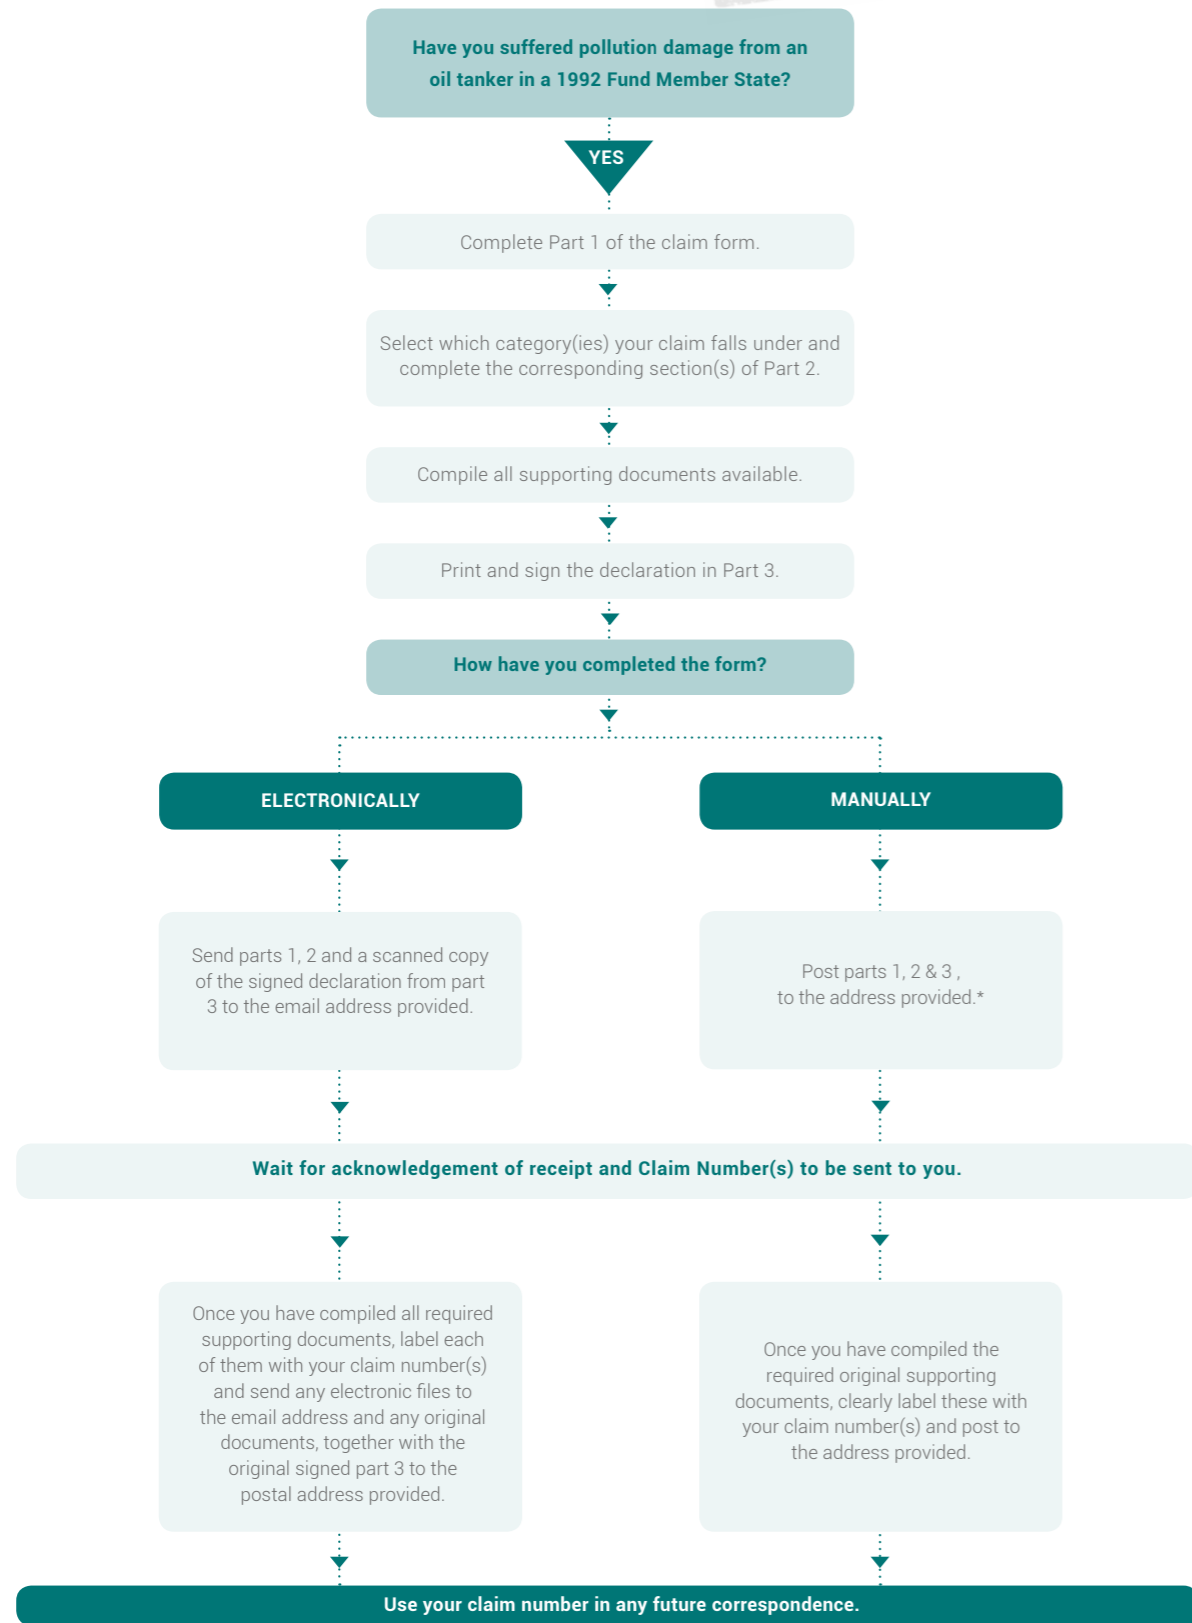 Have you suffered pollution damage from an
oil tanker in a 1992 Fund Member State?
YES
Complete Part 1 of the claim form.
Select which category(ies) your claim falls under and
complete the corresponding section(s) of Part 2.
Compile all supporting documents available.
Print and sign the declaration in Part 3.
How have you completed the form?
ELECTRONICALLY
MANUALLY
Send parts 1, 2 and a scanned copy
of the signed declaration from part
3 to the email address provided.
Post parts 1, 2 & 3 ,
to the address provided.*
Wait for acknowledgement of receipt and Claim Number(s) to be sent to you.
Once you have compiled all required
supporting documents, label each
of them with your claim number(s)
and send any electronic files to
the email address and any original
documents, together with the
original signed part 3 to the
postal address provided.
Once you have compiled the
required original supporting
documents, clearly label these with
your claim number(s) and post to
the address provided.
Use your claim number in any future correspondence.